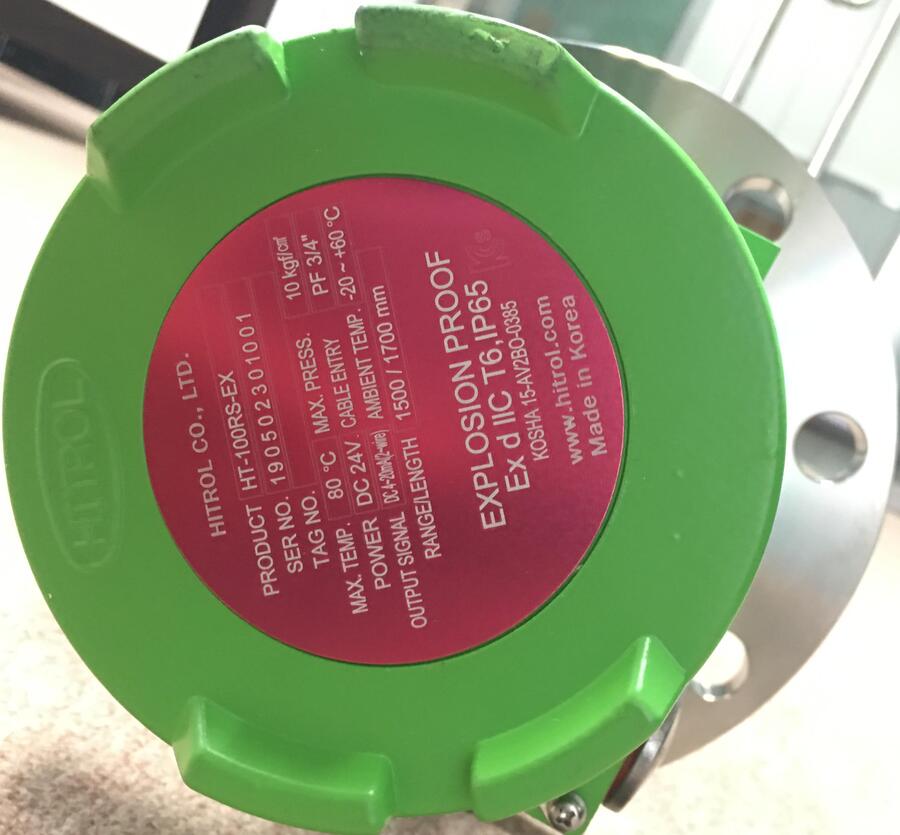 HITROL
HITROL CO., LTD.
PRODUCT HT-100RS-EX
SER NO. 190502301001
TAG NO.
MAX. TEMP. 80 °C MAX. PRESS. 10 kgf/cm²
POWER DC 24V CABLE ENTRY PF 3/4"
OUTPUT SIGNAL DC4~20mA(2-WIRE) AMBIENT TEMP. -20 ~ +60 °C
RANGE/LENGTH 1500 / 1700 mm
EXPLOSION PROOF
Ex d IIC T6, IP65
KOSHA 15-AV2BO-0385
www.hitrol.com
Made in Korea